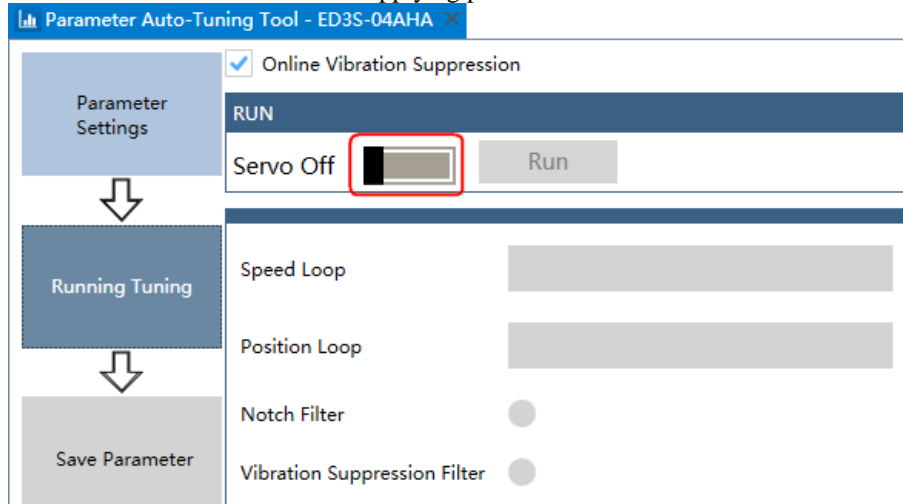 pplying p
Parameter Auto-Tuning Tool - ED3S-04AHA
Online Vibration Suppression
Parameter
Settings
RUN
Servo Off
Run
Running Tuning
Speed Loop
Position Loop
Notch Filter
Save Parameter
Vibration Suppression Filter